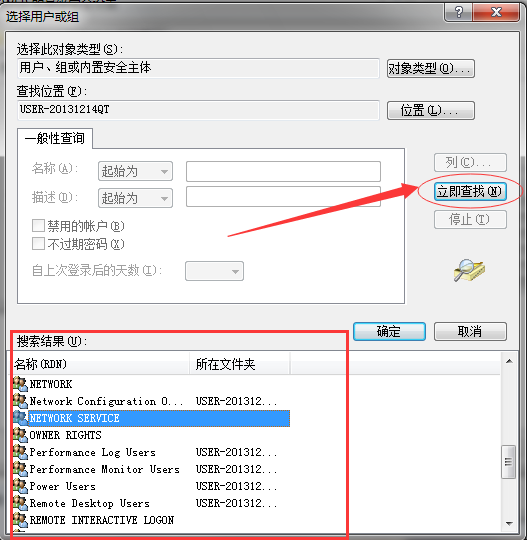 选择用户或组
选择此对象类型(S):
用户、组或内置安全主体
对象类型(O)...
查找位置(F):
USER-20131214QT
位置(L)...
一般性查询
名称(A):
起始为
列(C)...
描述(D):
起始为
立即查找(N)
禁用的帐户(B)
停止(T)
不过期密码(X)
自上次登录后的天数(I):
确定
取消
搜索结果(U):
名称(RDN) 所在文件夹
NETWORK
Network Configuration O... USER-201312...
NETWORK SERVICE
OWNER RIGHTS
Performance Log Users USER-201312...
Performance Monitor Users USER-201312...
Power Users USER-201312...
Remote Desktop Users USER-201312...
REMOTE INTERACTIVE LOGON